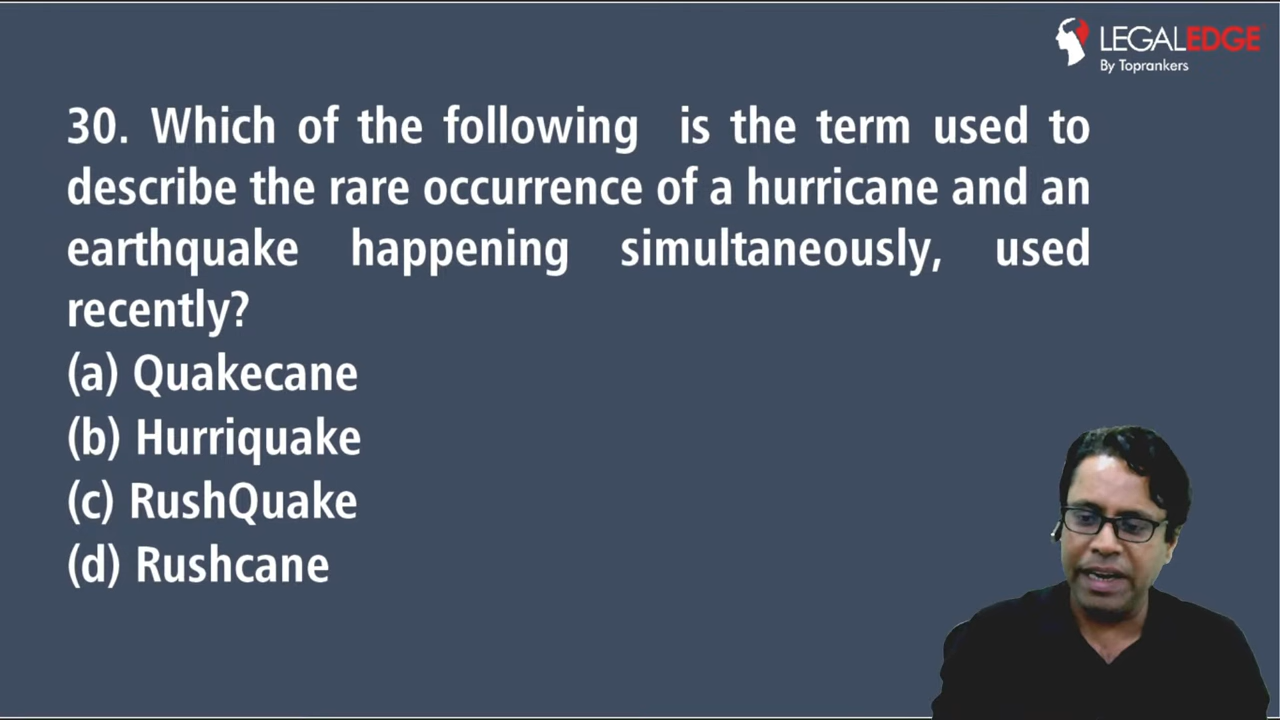 LEGALEDGE
By Toprankers
30. Which of the following is the term used to
describe the rare occurrence of a hurricane and an
earthquake happening simultaneously, used
recently?
(a) Quakecane
(b) Hurriquake
(c) RushQuake
(d) Rushcane